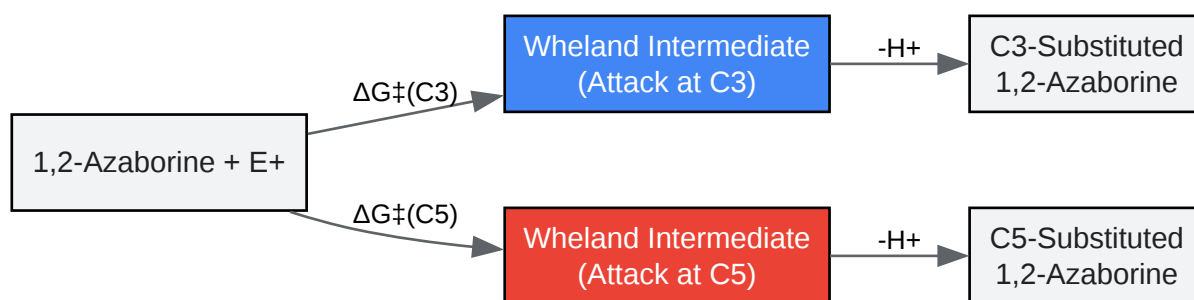 1,2-Azaborine + E+
ΔG‡(C3)
Wheland Intermediate
(Attack at C3)
-H+
C3-Substituted
1,2-Azaborine
ΔG‡(C5)
Wheland Intermediate
(Attack at C5)
-H+
C5-Substituted
1,2-Azaborine